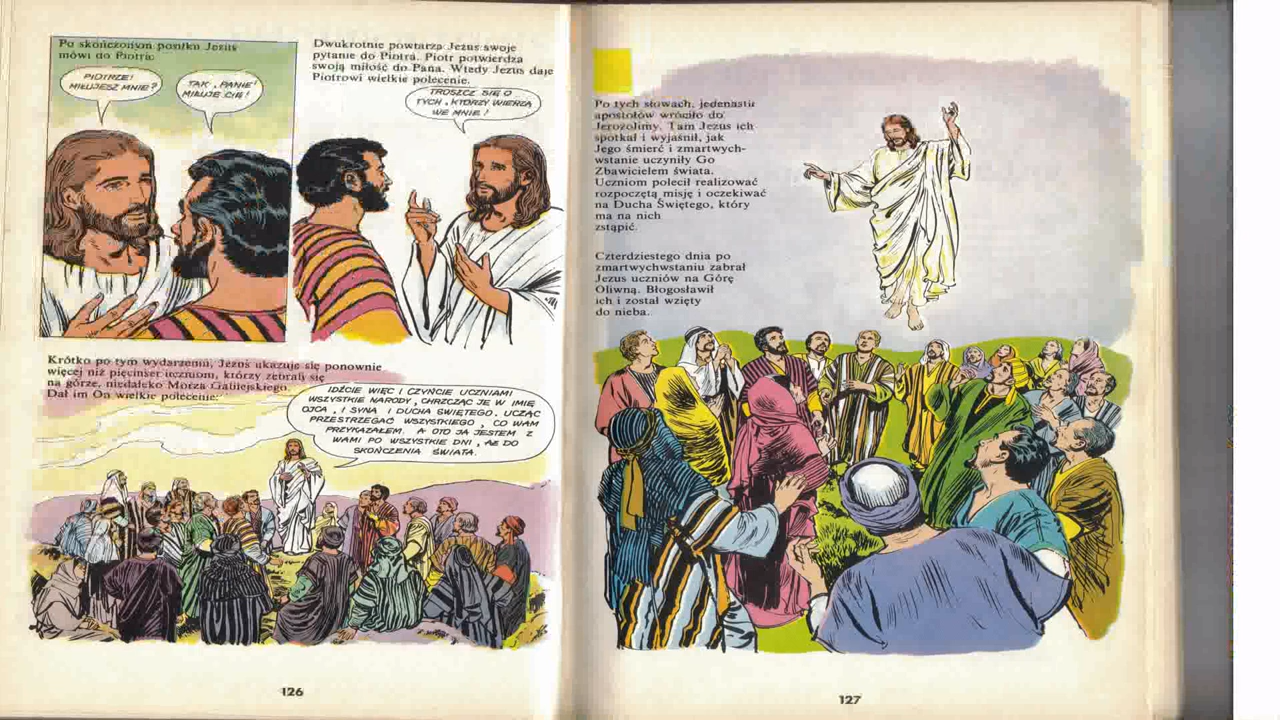 Po skończonym posiłku Jezus
mówi do Piotra:
PIOTRZE!
MIŁUJESZ MNIE?
TAK, PANIE!
MIŁUJĘ CIĘ!
Dwukrotnie powtarza Jezus swoje
pytanie do Piotra. Piotr potwierdza
swoją miłość do Pana. Wtedy Jezus daje
Piotrowi wielkie polecenie.
TROSZCZ SIĘ O
TYCH, KTÓRZY WIERZĄ
WE MNIE!
Krótko po tym wydarzeniu, Jezus ukazuje się ponownie
więcej niż pięciuset uczniom, którzy zebrali się
na górze, niedaleko Morza Galilejskiego.
Dał im On wielkie polecenie:
IDŹCIE WIĘC I CZYŃCIE UCZNIAMI
WSZYSTKIE NARODY, CHRZCZĄC JE W IMIĘ
OJCA, I SYNA I DUCHA ŚWIĘTEGO. UCZĄC
PRZESTRZEGAĆ WSZYSTKIEGO, CO WAM
PRZYKAZAŁEM. A OTO JA JESTEM Z
WAMI PO WSZYSTKIE DNI, AŻ DO
SKOŃCZENIA ŚWIATA.
126
Po tych słowach, jedenastu
apostołów wróciło do
Jerozolimy. Tam Jezus ich
spotkał i wyjaśnił, jak
Jego śmierć i zmartwych-
wstanie uczyniły Go
Zbawicielem świata.
Uczniom polecił realizować
rozpoczętą misję i oczekiwać
na Ducha Świętego, który
ma na nich
zstąpić.
Czterdziestego dnia po
zmartwychwstaniu zabrał
Jezus uczniów na Górę
Oliwną. Błogosławił
ich i został wzięty
do nieba.
127